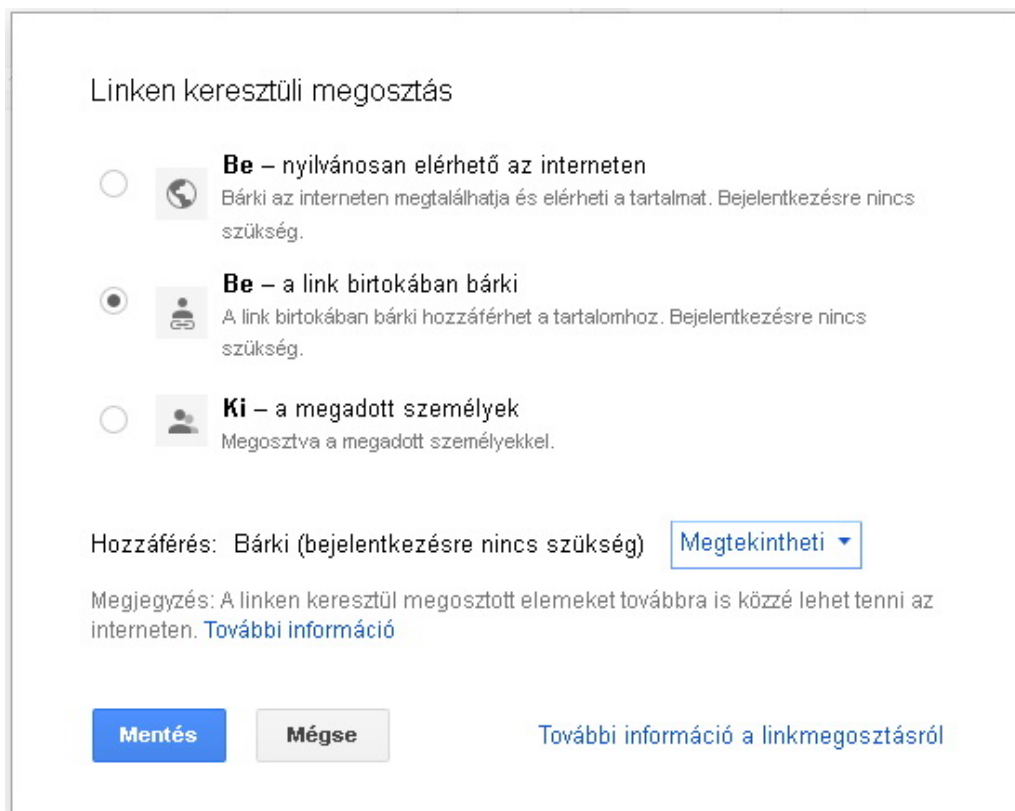 Linken keresztüli megosztás
Be – nyilvánosan elérhető az interneten
Bárki az interneten megtalálhatja és elérheti a tartalmat. Bejelentkezésre nincs
szükség.
Be – a link birtokában bárki
A link birtokában bárki hozzáférhet a tartalomhoz. Bejelentkezésre nincs
szükség.
Ki – a megadott személyek
Megosztva a megadott személyekkel.
Hozzáférés: Bárki (bejelentkezésre nincs szükség) Megtekintheti
Megjegyzés: A linken keresztül megosztott elemeket továbbra is közzé lehet tenni az
interneten. További információ
Mentés Mégse További információ a linkmegosztásról